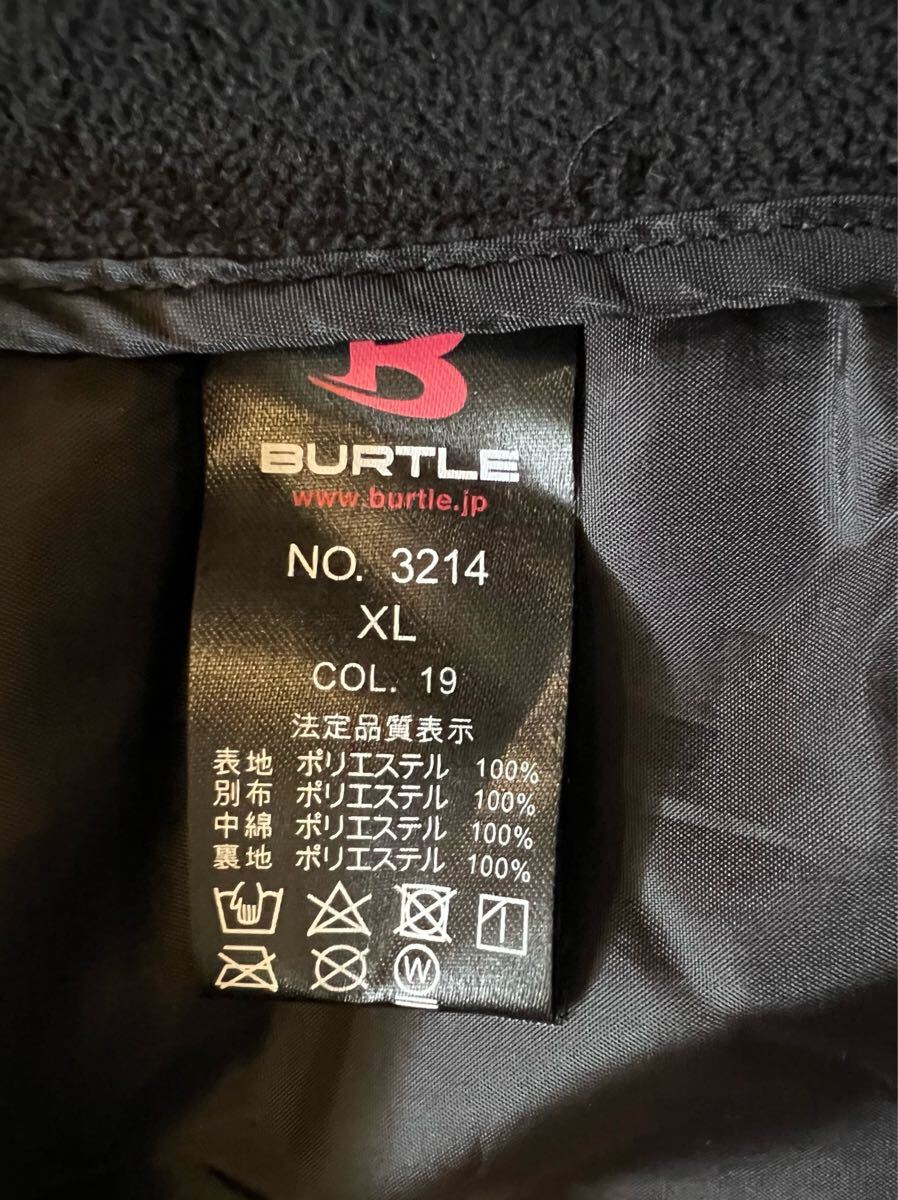 B
BURTLE
www.burtle.jp
NO. 3214
XL
COL. 19
法定品質表示
表地 ポリエステル 100%
別布 ポリエステル 100%
中綿 ポリエステル 100%
裏地 ポリエステル 100%
W